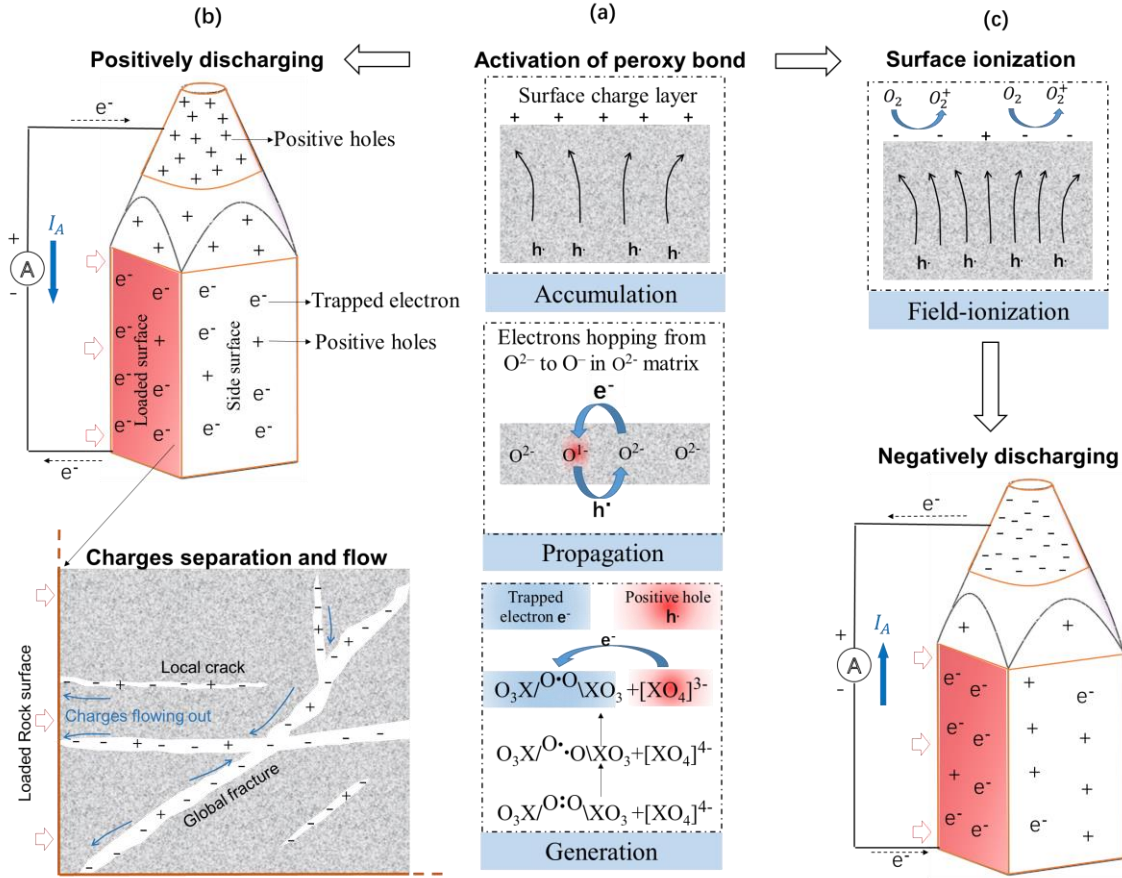 (b)
Positively discharging
e-
Positive holes
I_A
+
A
-
e-
Trapped electron
Positive holes
Loaded surface
Side surface
e-
Charges separation and flow
Loaded Rock surface
Local crack
Charges flowing out
Global fracture
(a)
Activation of peroxy bond
Surface charge layer
+ + + + +
h· h· h· h·
Accumulation
Electrons hopping from
O²⁻ to O⁻ in O²⁻ matrix
e-
O²⁻ O¹⁻ O²⁻ O²⁻
h·
Propagation
Trapped Positive hole
electron e- h·
e-
O₃X/O•O\XO₃+[XO₄]³⁻
O₃X/O•·O\XO₃+[XO₄]⁴⁻
O₃X/O:O\XO₃+[XO₄]⁴⁻
Generation
(c)
Surface ionization
O₂ O₂⁺ O₂ O₂⁺
- - + - -
h· h· h· h·
Field-ionization
Negatively discharging
e-
+
A
-
I_A
e-